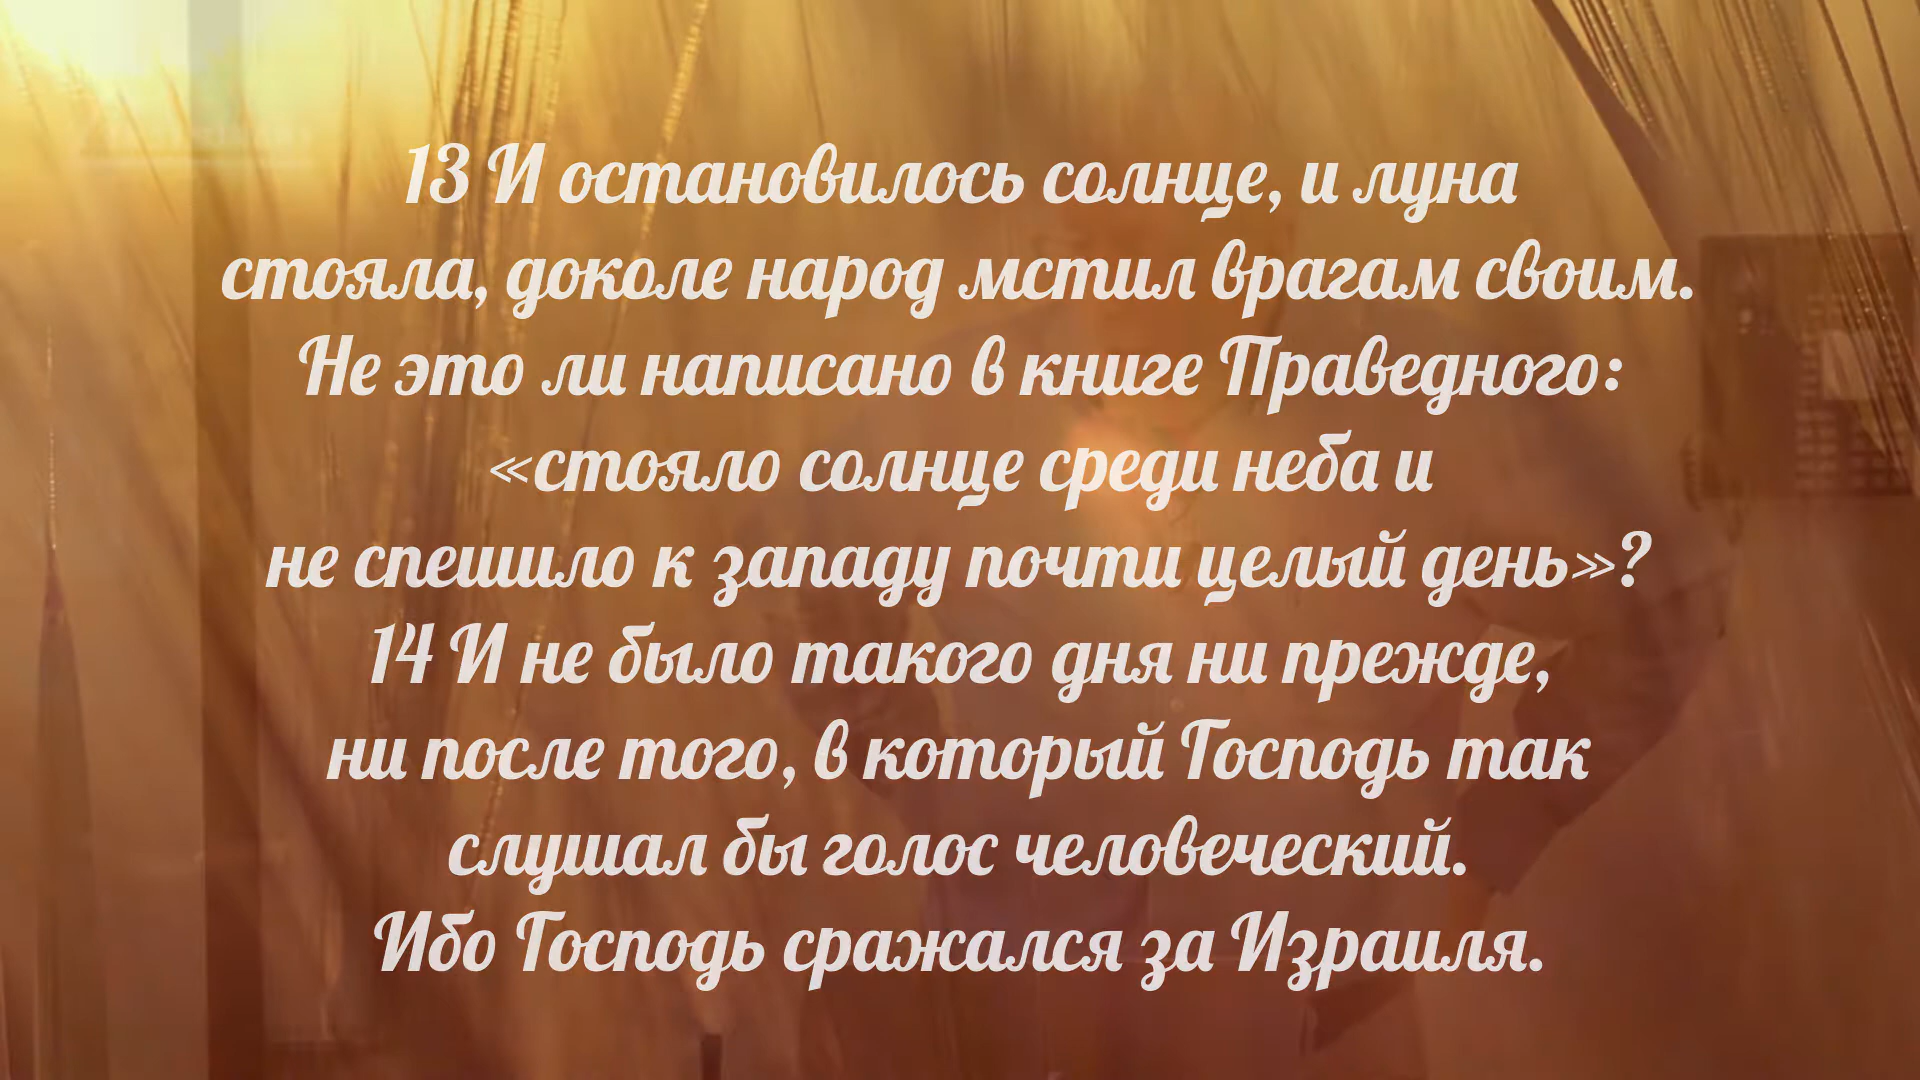 13 И остановилось солнце, и луна
стояла, доколе народ мстил врагам своим.
Не это ли написано в книге Праведного:
«стояло солнце среди неба и
не спешило к западу почти целый день»?
14 И не было такого дня ни прежде,
ни после того, в который Господь так
слушал бы голос человеческий.
Ибо Господь сражался за Израиля.